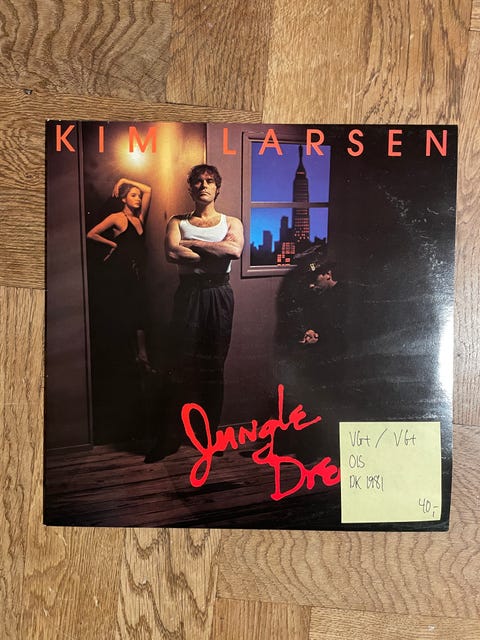 KIM LARSEN
Jungle
Dre
VG+ / VG+
OIS
DK 1981
40,-